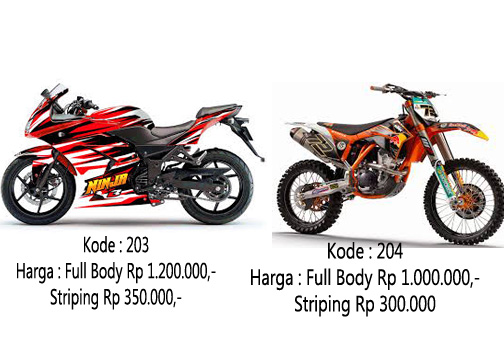 NINJA
Kode : 203
Harga : Full Body Rp 1.200.000,-
Striping Rp 350.000,-
Kode : 204
Harga : Full Body Rp 1.000.000,-
Striping Rp 300.000